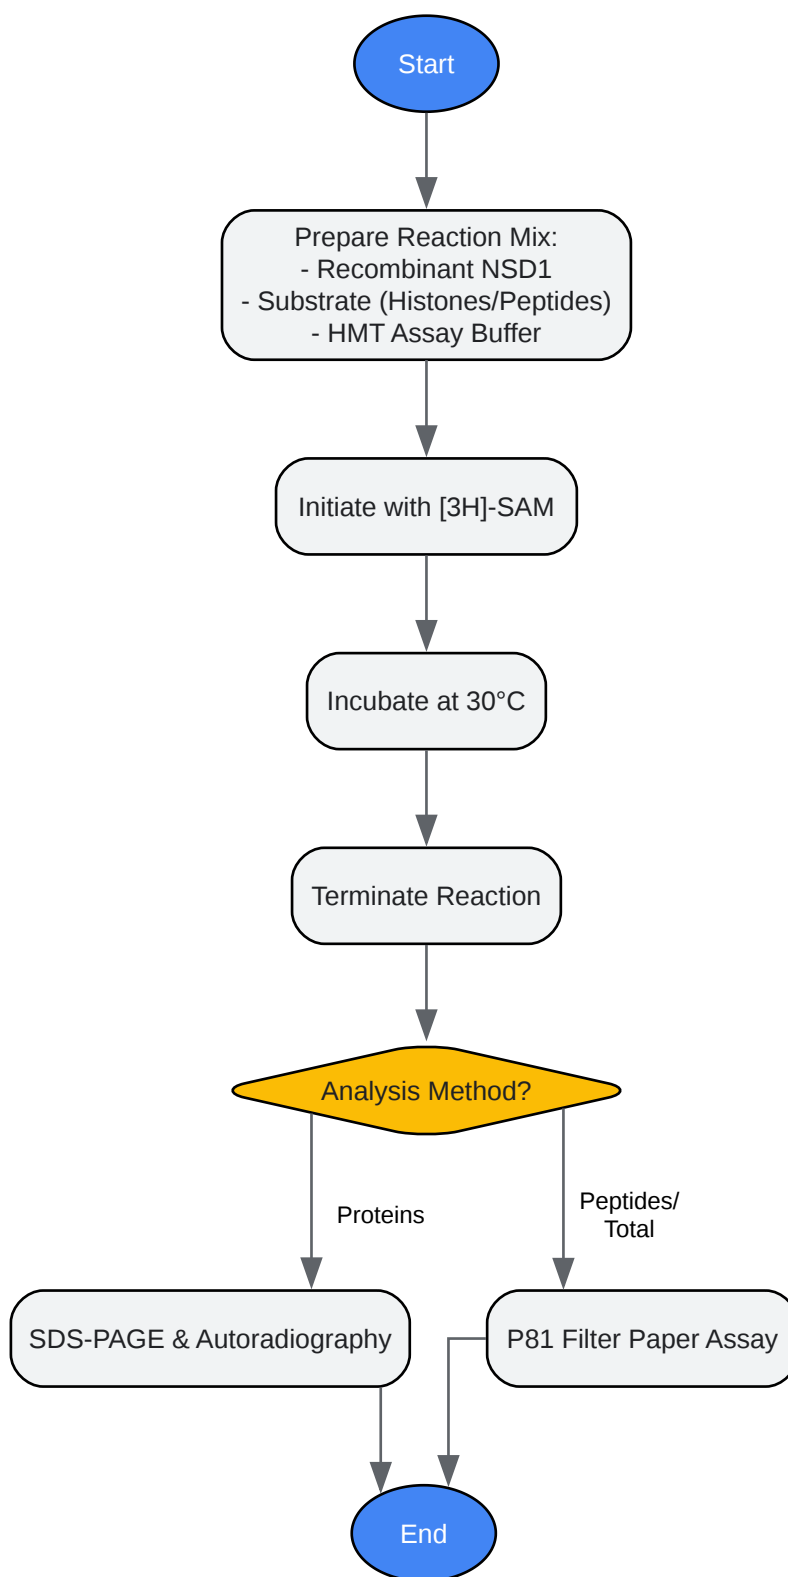 Start
Prepare Reaction Mix:
- Recombinant NSD1
- Substrate (Histones/Peptides)
- HMT Assay Buffer
Initiate with [3H]-SAM
Incubate at 30°C
Terminate Reaction
Analysis Method?
Proteins
Peptides/
Total
SDS-PAGE & Autoradiography
P81 Filter Paper Assay
End